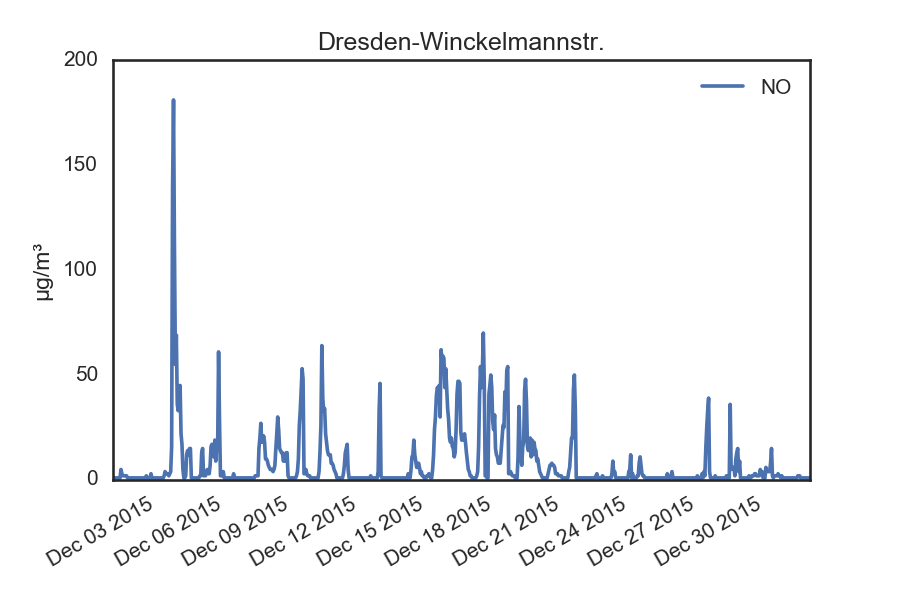 Dresden-Winckelmannstr.
200
NO
150
µg/m³
100
50
0
Dec 03 2015
Dec 06 2015
Dec 09 2015
Dec 12 2015
Dec 15 2015
Dec 18 2015
Dec 21 2015
Dec 24 2015
Dec 27 2015
Dec 30 2015